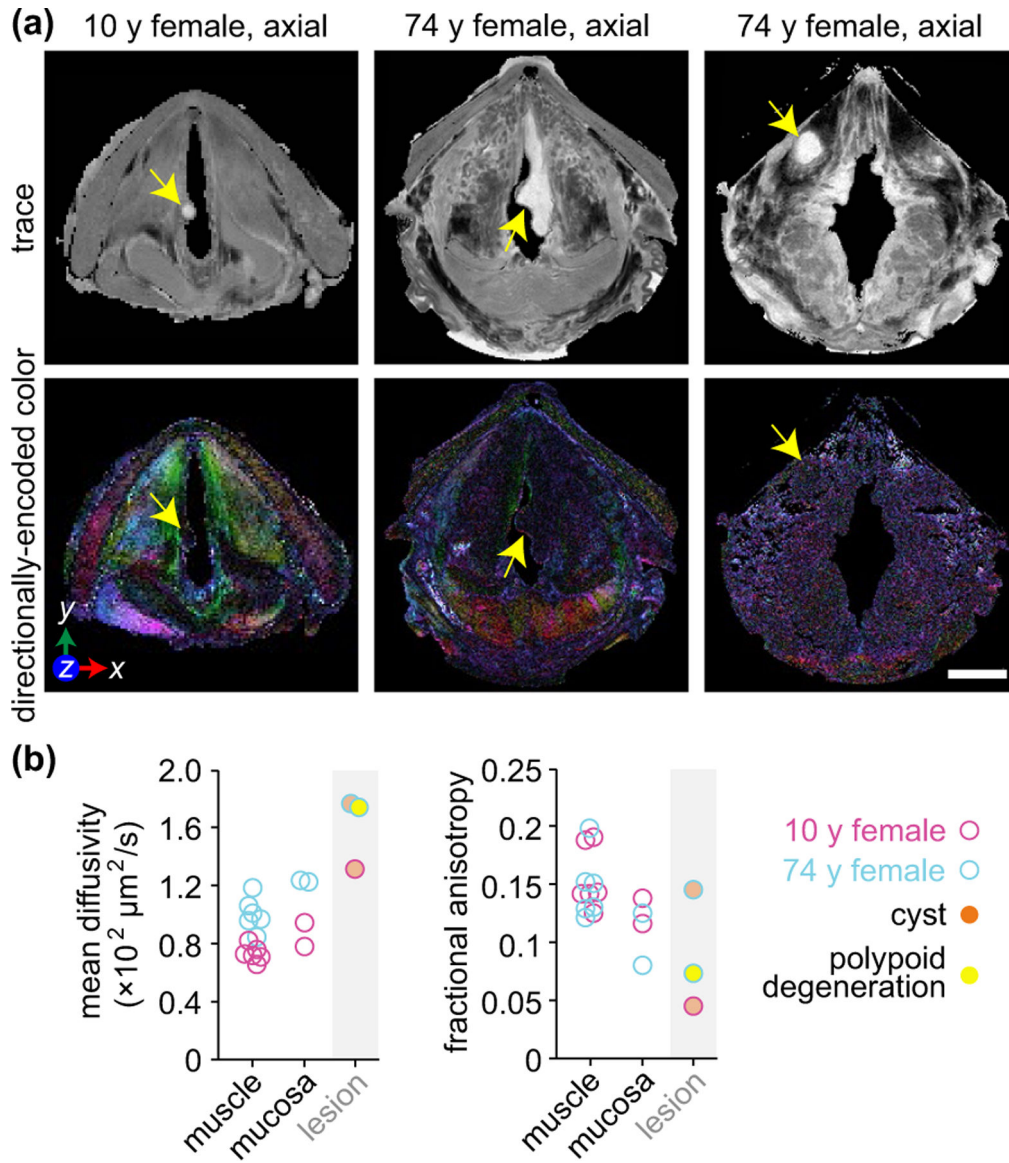 (a)
10 y female, axial
74 y female, axial
74 y female, axial
trace
directionally-encoded color
y
z
x
(b)
mean diffusivity
(×10² µm²/s)
2.0
1.6
1.2
0.8
0.4
0
muscle
mucosa
lesion
fractional anisotropy
0.25
0.2
0.15
0.1
0.05
0
muscle
mucosa
lesion
10 y female
74 y female
cyst
polypoid
degeneration